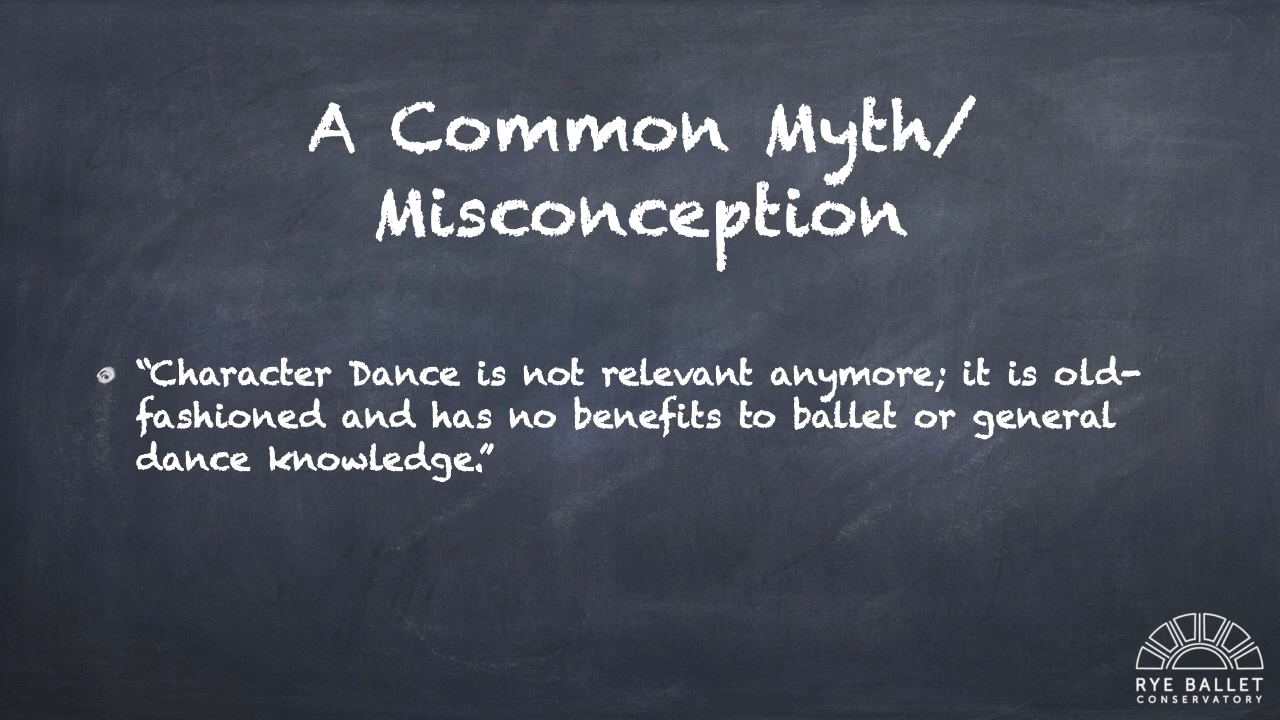 A Common Myth/
Misconception
“Character Dance is not relevant anymore; it is old-
fashioned and has no benefits to ballet or general
dance knowledge.”
RYE BALLET
CONSERVATORY